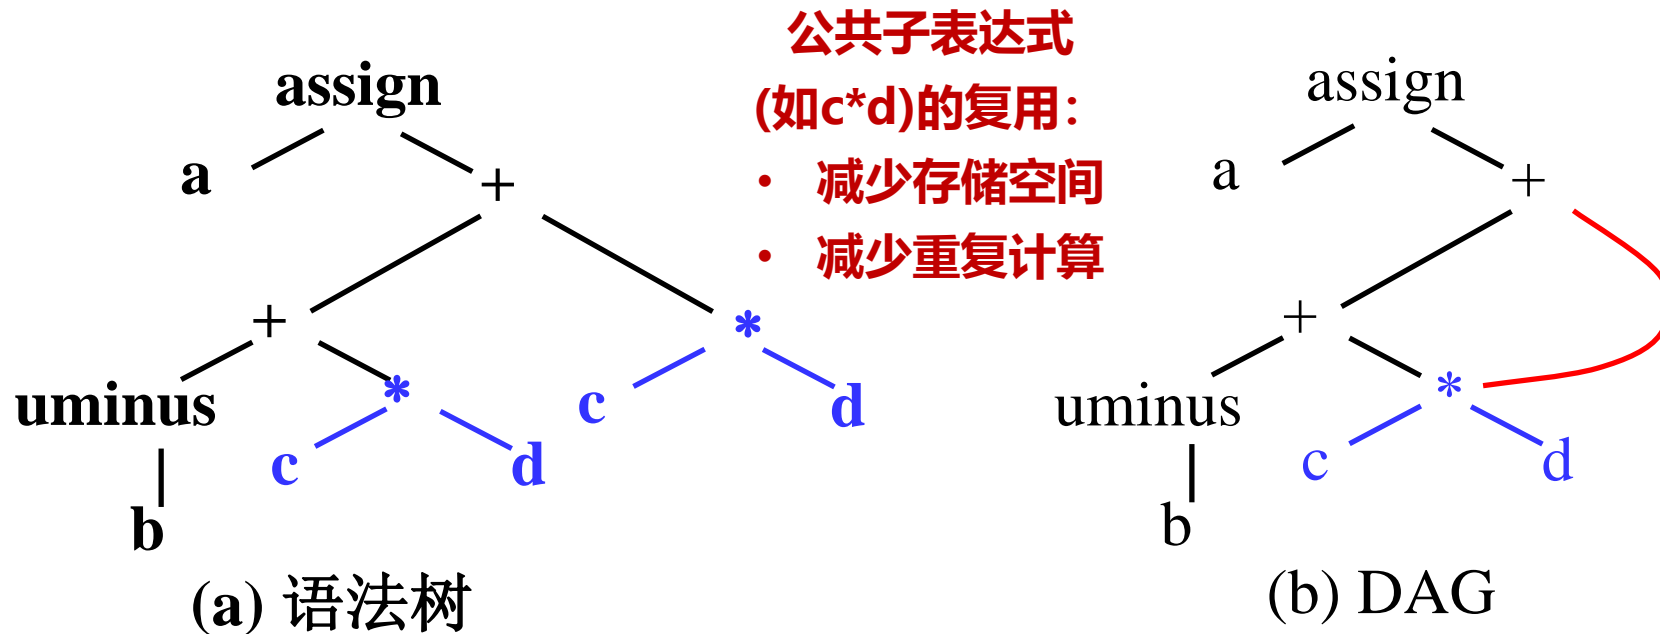 assign
a
+
+
*
uminus
*
c
d
c
d
b
(a) 语法树
公共子表达式
(如c*d)的复用：
• 减少存储空间
• 减少重复计算
assign
a
+
+
uminus
*
c
d
b
(b) DAG